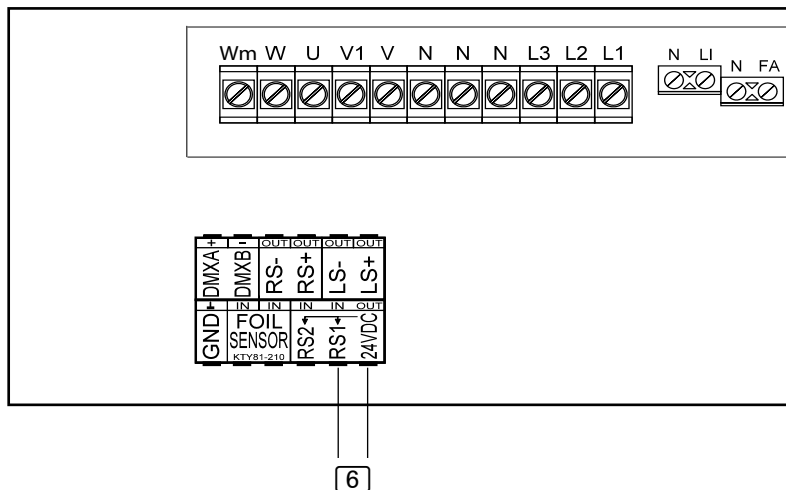 Wm W U V1 V N N N L3 L2 L1
N LI
N FA
+ - OUT OUT OUT OUT
DMXA DMXB RS- RS+ LS- LS+
IN IN IN IN OUT
GND FOIL SENSOR KTY81-210 RS2 RS1 24VDC
6